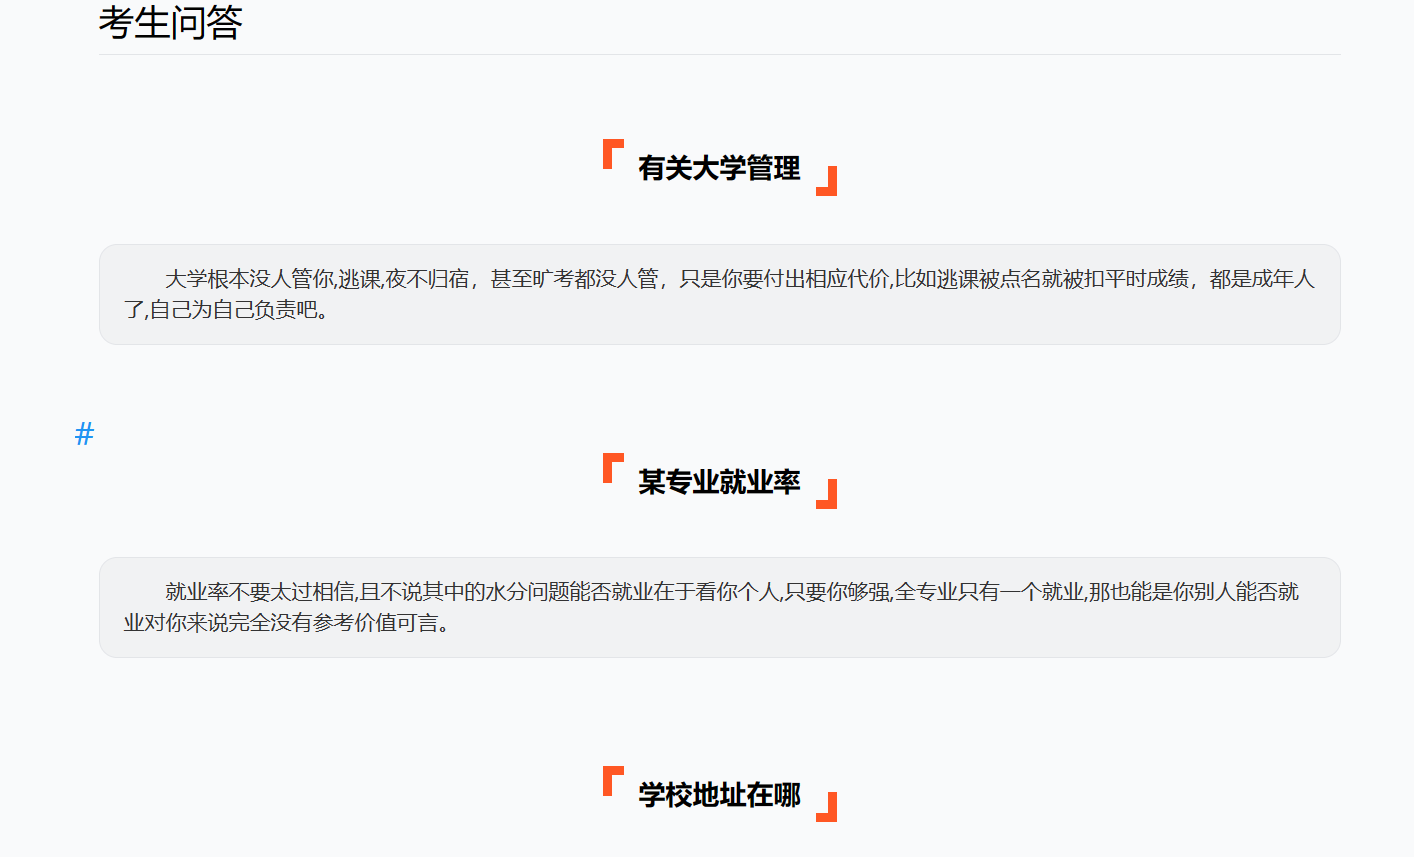 考生问答
有关大学管理
大学根本没人管你,逃课,夜不归宿，甚至旷考都没人管，只是你要付出相应代价,比如逃课被点名就被扣平时成绩，都是成年人
了,自己为自己负责吧。
#
某专业就业率
就业率不要太过相信,且不说其中的水分问题能否就业在于看你个人,只要你够强,全专业只有一个就业,那也能是你别人能否就
业对你来说完全没有参考价值可言。
学校地址在哪